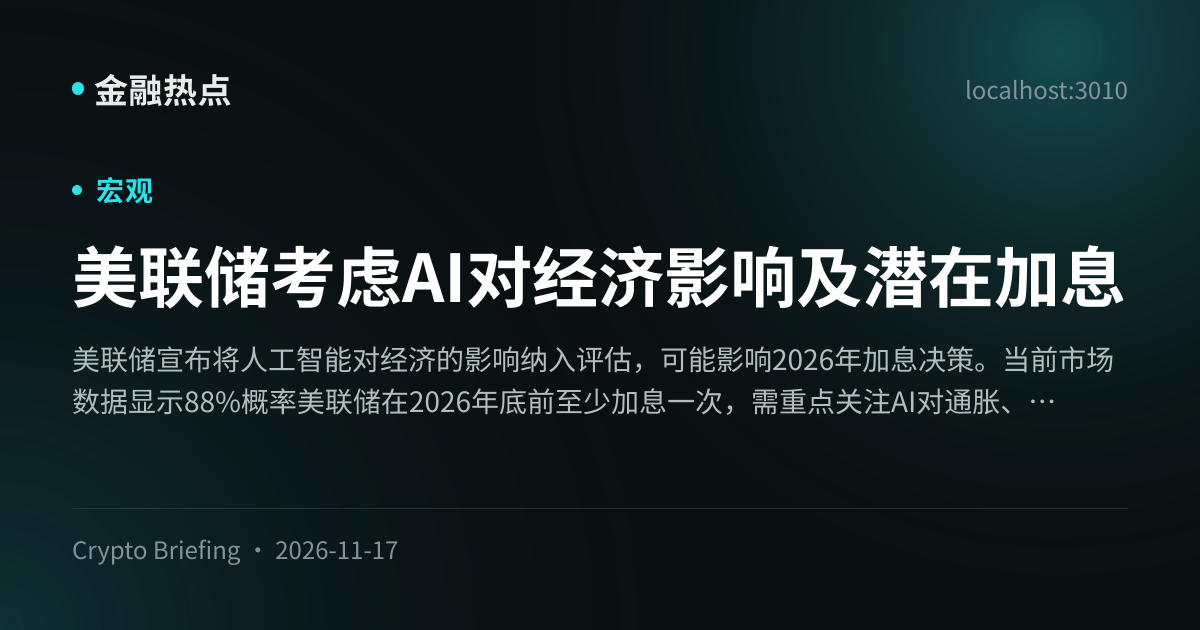 金融热点
localhost:3010
宏观
美联储考虑AI对经济影响及潜在加息
美联储宣布将人工智能对经济的影响纳入评估，可能影响2026年加息决策。当前市场
数据显示88%概率美联储在2026年底前至少加息一次，需重点关注AI对通胀、…
Crypto Briefing · 2026-11-17